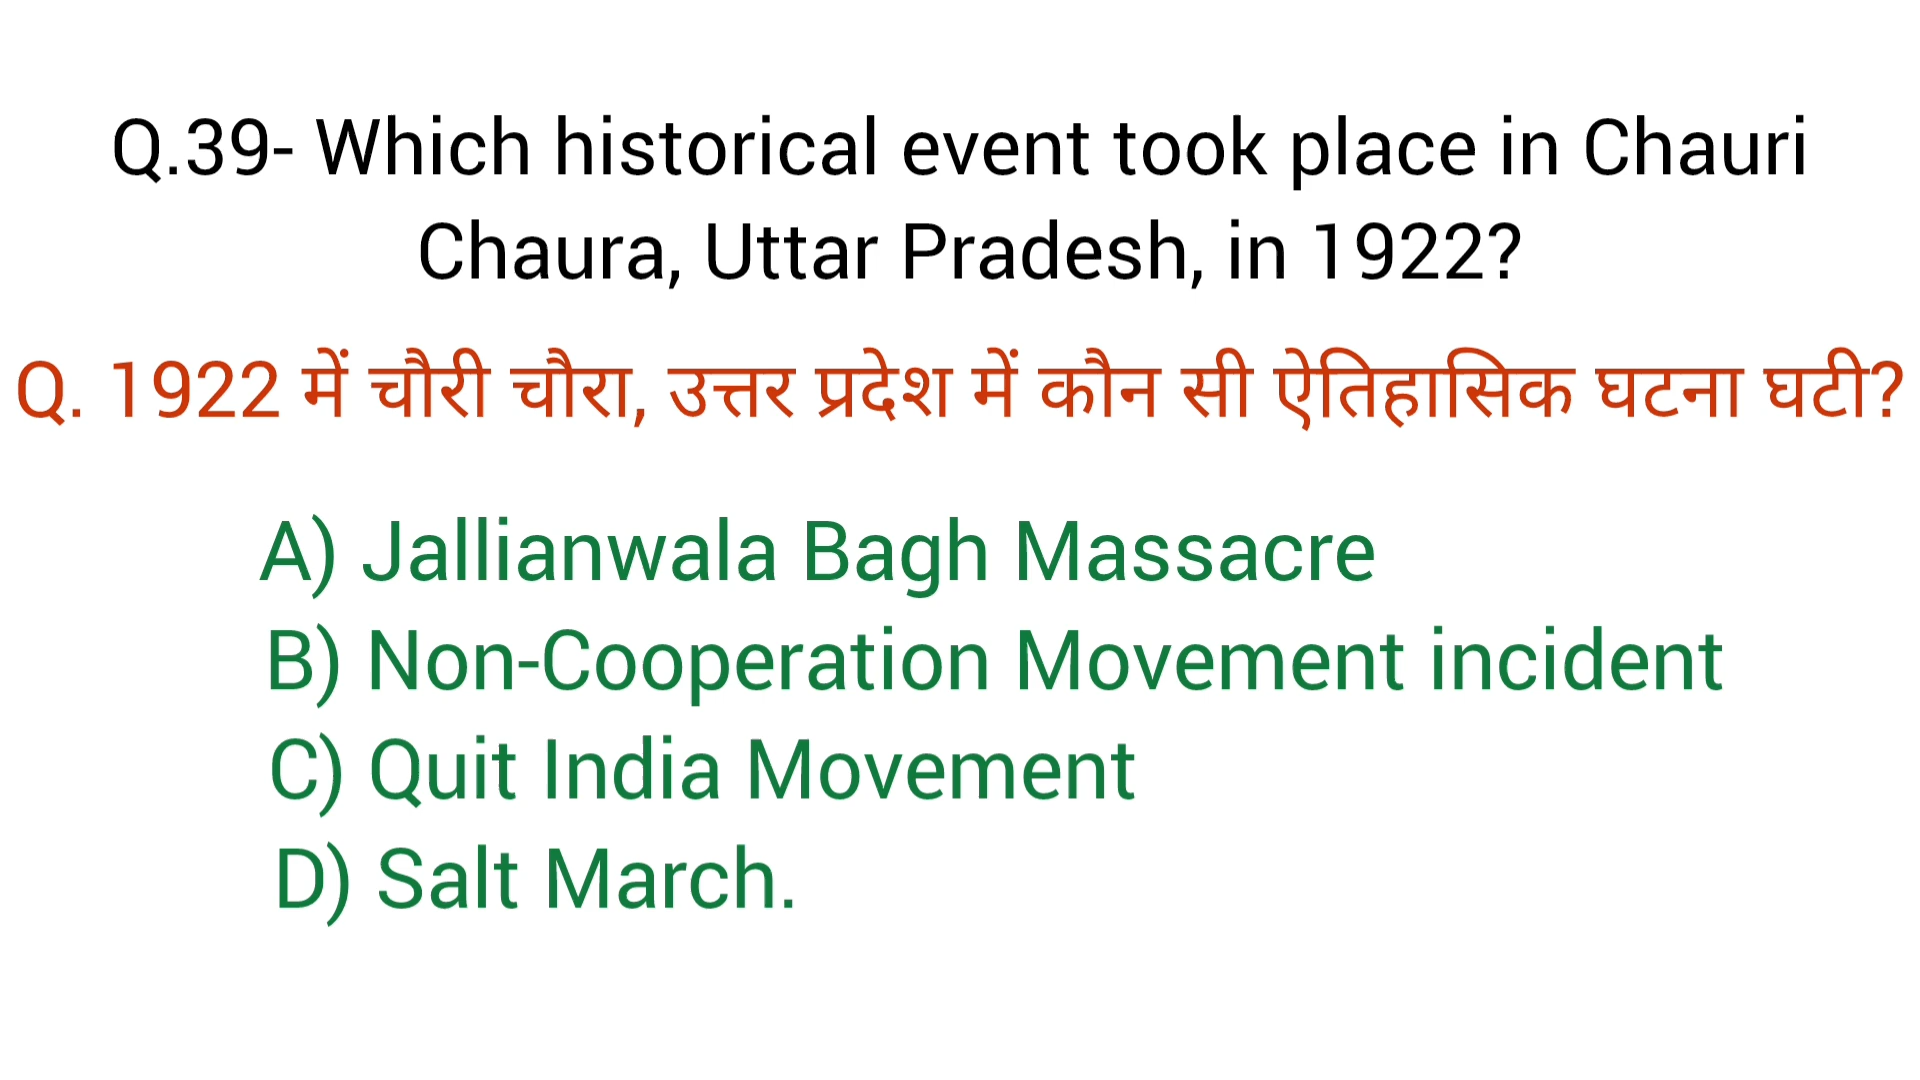 Q.39- Which historical event took place in Chauri
Chaura, Uttar Pradesh, in 1922?
Q. 1922 में चौरी चौरा, उत्तर प्रदेश में कौन सी ऐतिहासिक घटना घटी?
A) Jallianwala Bagh Massacre
B) Non-Cooperation Movement incident
C) Quit India Movement
D) Salt March.